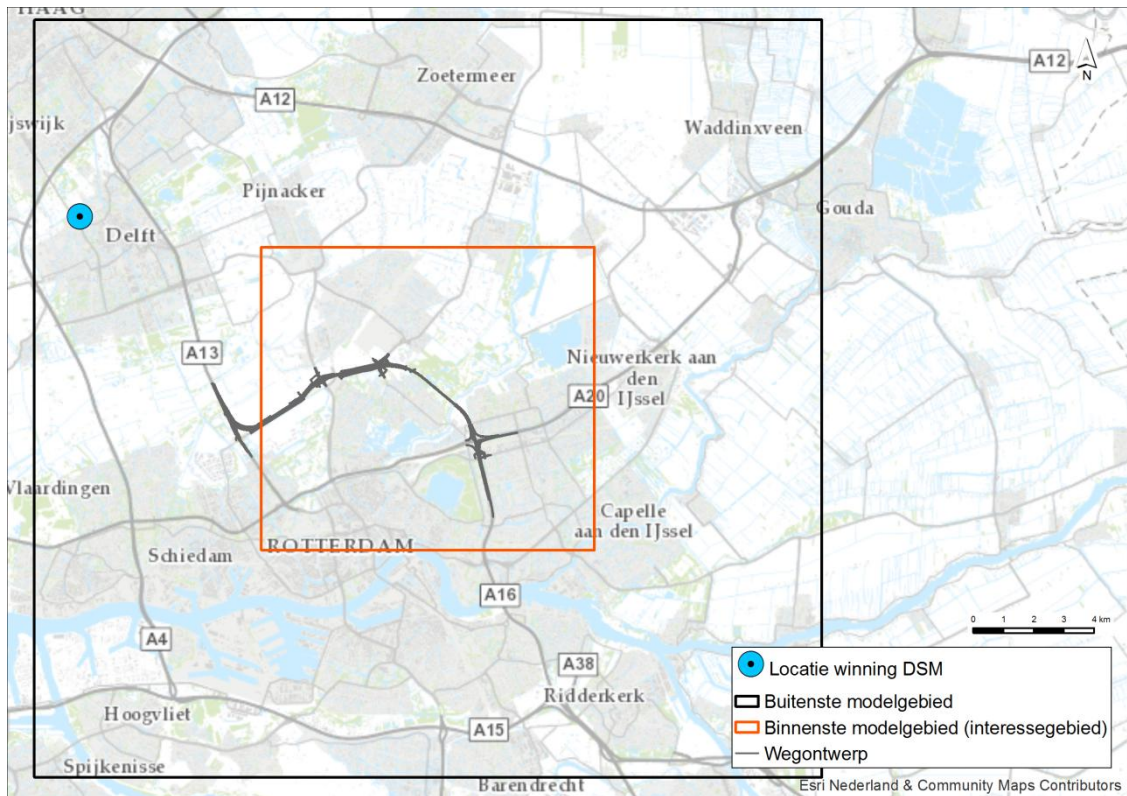 HAAG
Zoetermeer
A12
A12
N
ijswijk
Waddinxveen
Pijnacker
Gouda
Delft
A13
Nieuwerkerk aan
den
IJssel
A20
Vlaardingen
Capelle
aan den IJssel
Schiedam
ROTTERDAM
A16
0 1 2 3 4 km
A4
A38
Ridderkerk
Hoogvliet
A15
Spijkenisse
Barendrecht
Locatie winning DSM
Buitenste modelgebied
Binnenste modelgebied (interessegebied)
Wegontwerp
Esri Nederland & Community Maps Contributors